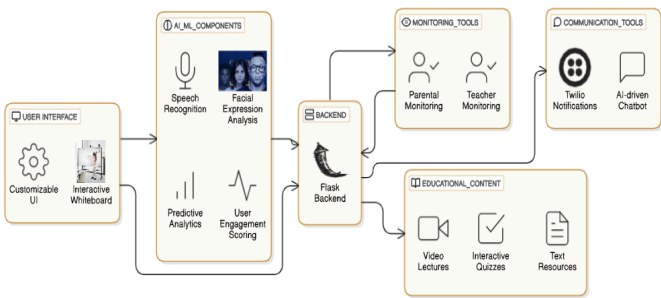 USER INTERFACE
Customizable
UI
Interactive
Whiteboard
AI_ML_COMPONENTS
Speech
Recognition
Facial
Expression
Analysis
Predictive
Analytics
User
Engagement
Scoring
BACKEND
Flask
Backend
MONITORING_TOOLS
Parental
Monitoring
Teacher
Monitoring
COMMUNICATION_TOOLS
Twilio
Notifications
AI-driven
Chatbot
EDUCATIONAL_CONTENT
Video
Lectures
Interactive
Quizzes
Text
Resources